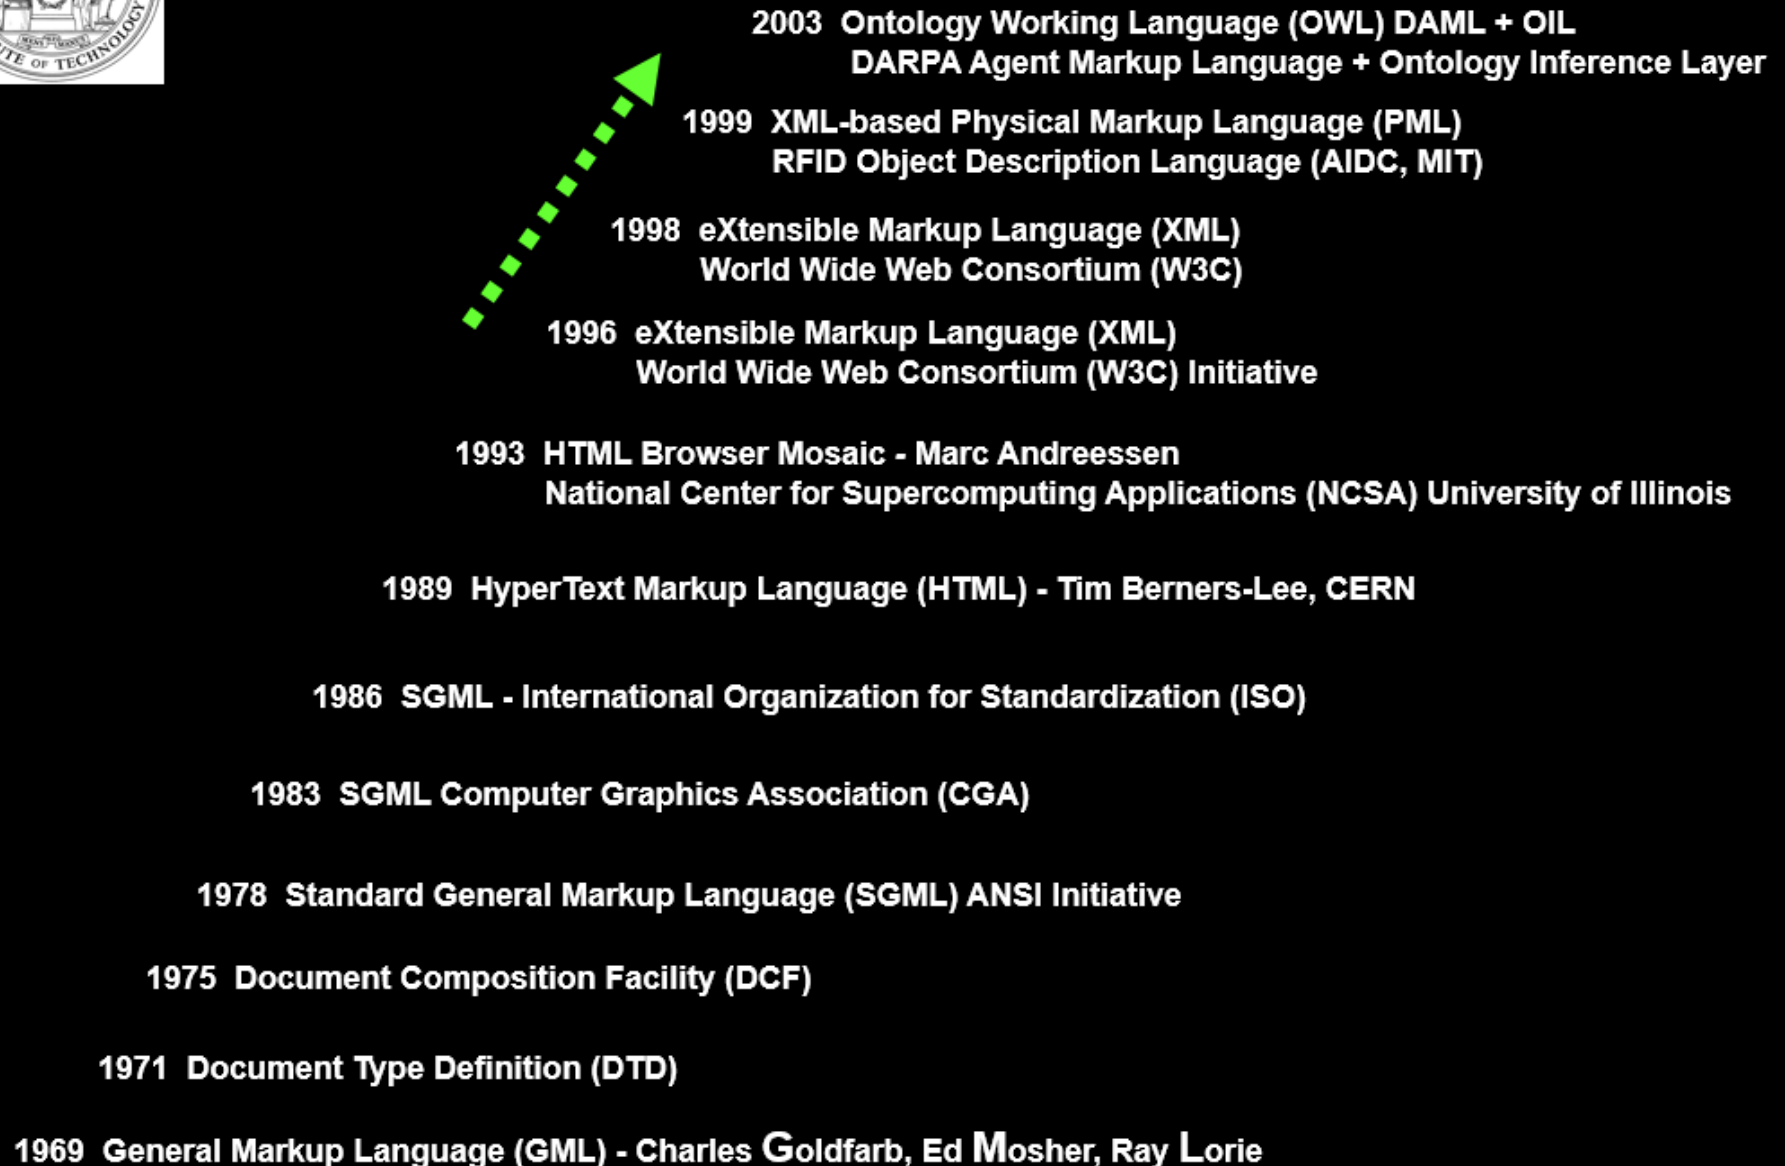 TE OF TECHNOLOGY
2003 Ontology Working Language (OWL) DAML + OIL
DARPA Agent Markup Language + Ontology Inference Layer
1999 XML-based Physical Markup Language (PML)
RFID Object Description Language (AIDC, MIT)
1998 eXtensible Markup Language (XML)
World Wide Web Consortium (W3C)
1996 eXtensible Markup Language (XML)
World Wide Web Consortium (W3C) Initiative
1993 HTML Browser Mosaic - Marc Andreessen
National Center for Supercomputing Applications (NCSA) University of Illinois
1989 HyperText Markup Language (HTML) - Tim Berners-Lee, CERN
1986 SGML - International Organization for Standardization (ISO)
1983 SGML Computer Graphics Association (CGA)
1978 Standard General Markup Language (SGML) ANSI Initiative
1975 Document Composition Facility (DCF)
1971 Document Type Definition (DTD)
1969 General Markup Language (GML) - Charles Goldfarb, Ed Mosher, Ray Lorie